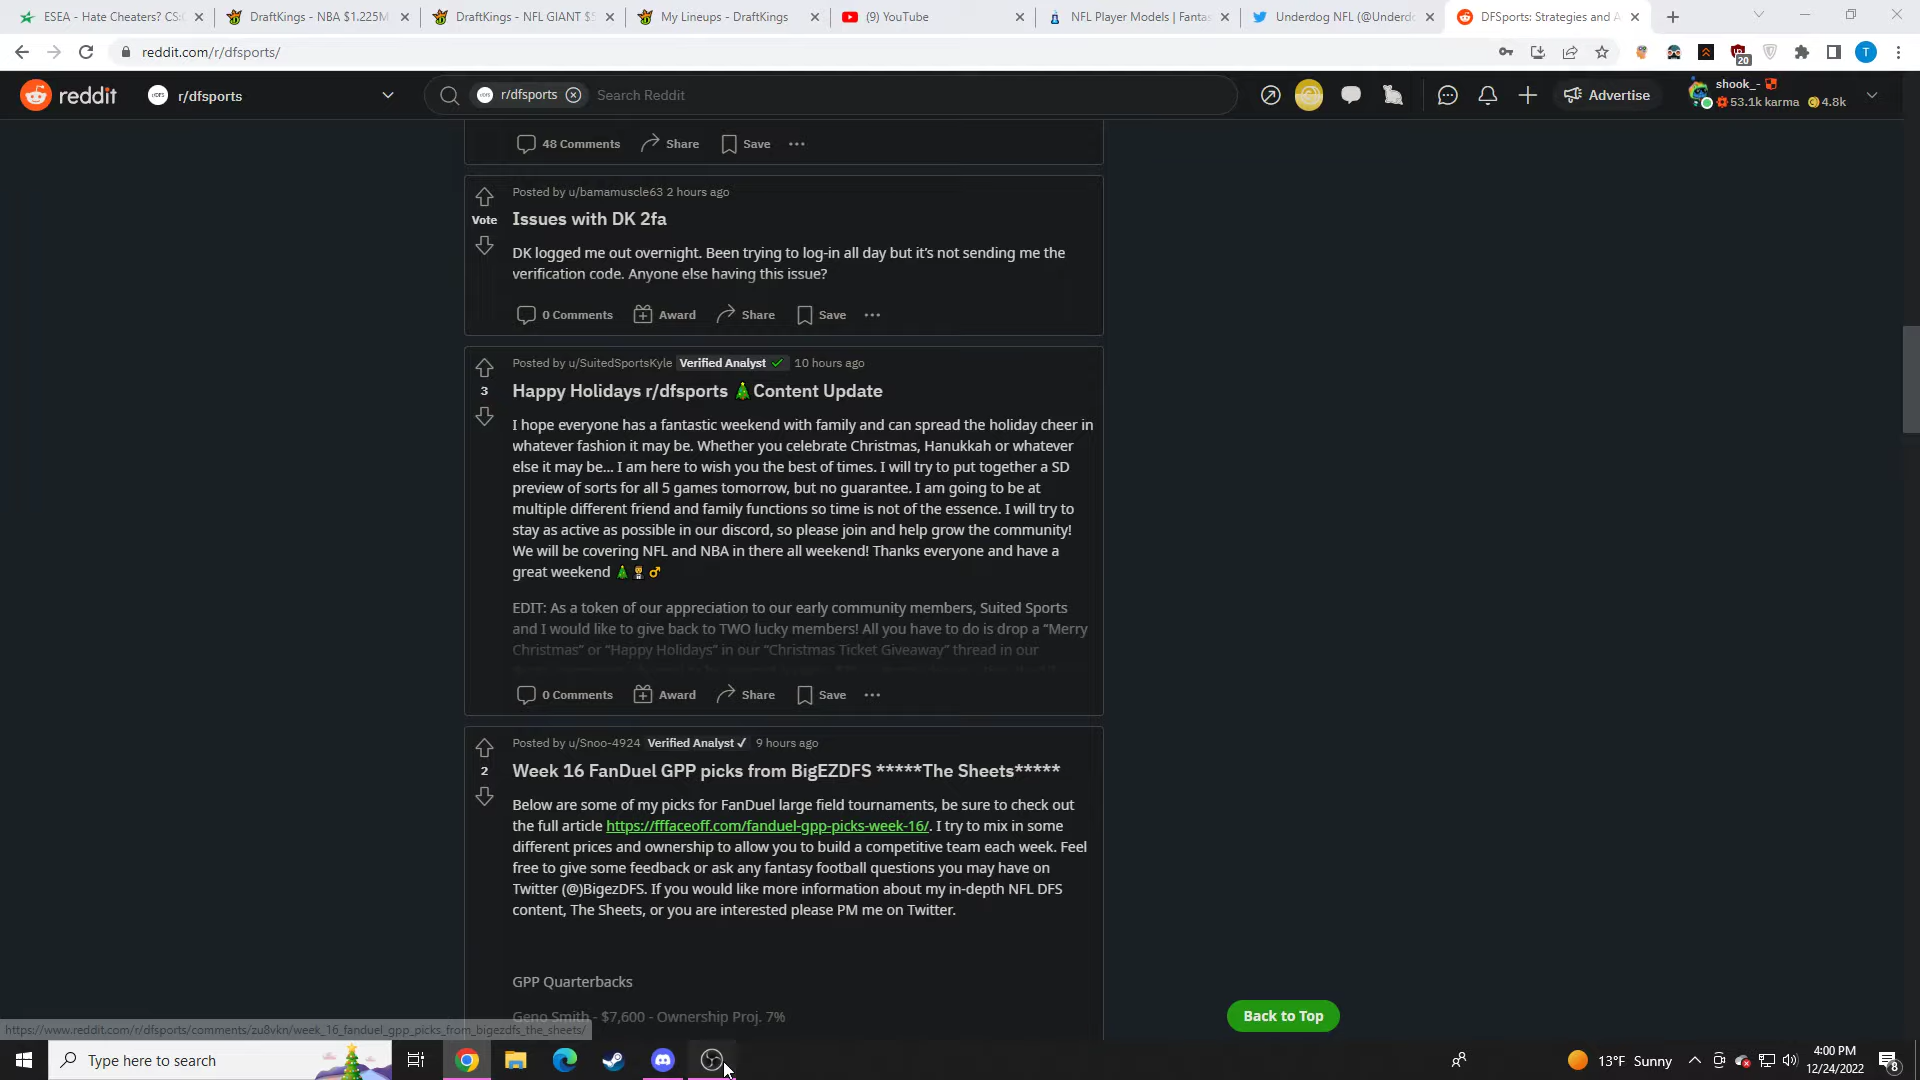 ESEA - Hate Cheaters? CS:G
DraftKings - NBA $1.225M
DraftKings - NFL GIANT $5
My Lineups - DraftKings
(9) YouTube
NFL Player Models | Fantas
Underdog NFL (@Underdo
DFSports: Strategies and A
reddit.com/r/dfsports/
20
T
reddit
r/dfsports
r/dfsports
Search Reddit
Advertise
shook_-
53.1k karma
4.8k
48 Comments
Share
Save
Posted by u/bamamuscle63 2 hours ago
Vote
Issues with DK 2fa
DK logged me out overnight. Been trying to log-in all day but it's not sending me the
verification code. Anyone else having this issue?
0 Comments
Award
Share
Save
Posted by u/SuitedSportsKyle Verified Analyst ✓ 10 hours ago
3
Happy Holidays r/dfsports 🎄Content Update
I hope everyone has a fantastic weekend with family and can spread the holiday cheer in
whatever fashion it may be. Whether you celebrate Christmas, Hanukkah or whatever
else it may be... I am here to wish you the best of times. I will try to put together a SD
preview of sorts for all 5 games tomorrow, but no guarantee. I am going to be at
multiple different friend and family functions so time is not of the essence. I will try to
stay as active as possible in our discord, so please join and help grow the community!
We will be covering NFL and NBA in there all weekend! Thanks everyone and have a
great weekend 🎄
EDIT: As a token of our appreciation to our early community members, Suited Sports
and I would like to give back to TWO lucky members! All you have to do is drop a “Merry
Christmas” or “Happy Holidays” in our “Christmas Ticket Giveaway” thread in our
0 Comments
Award
Share
Save
Posted by u/Snoo-4924 Verified Analyst ✓ 9 hours ago
2
Week 16 FanDuel GPP picks from BigEZDFS *****The Sheets*****
Below are some of my picks for FanDuel large field tournaments, be sure to check out
the full article https://fffaceoff.com/fanduel-gpp-picks-week-16/. I try to mix in some
different prices and ownership to allow you to build a competitive team each week. Feel
free to give some feedback or ask any fantasy football questions you may have on
Twitter (@)BigezDFS. If you would like more information about my in-depth NFL DFS
content, The Sheets, or you are interested please PM me on Twitter.
GPP Quarterbacks
Geno Smith - $7,600 - Ownership Proj. 7%
Back to Top
https://www.reddit.com/r/dfsports/comments/zu8vkn/week_16_fanduel_gpp_picks_from_bigezdfs_the_sheets/
Type here to search
13°F Sunny
4:00 PM
12/24/2022
8